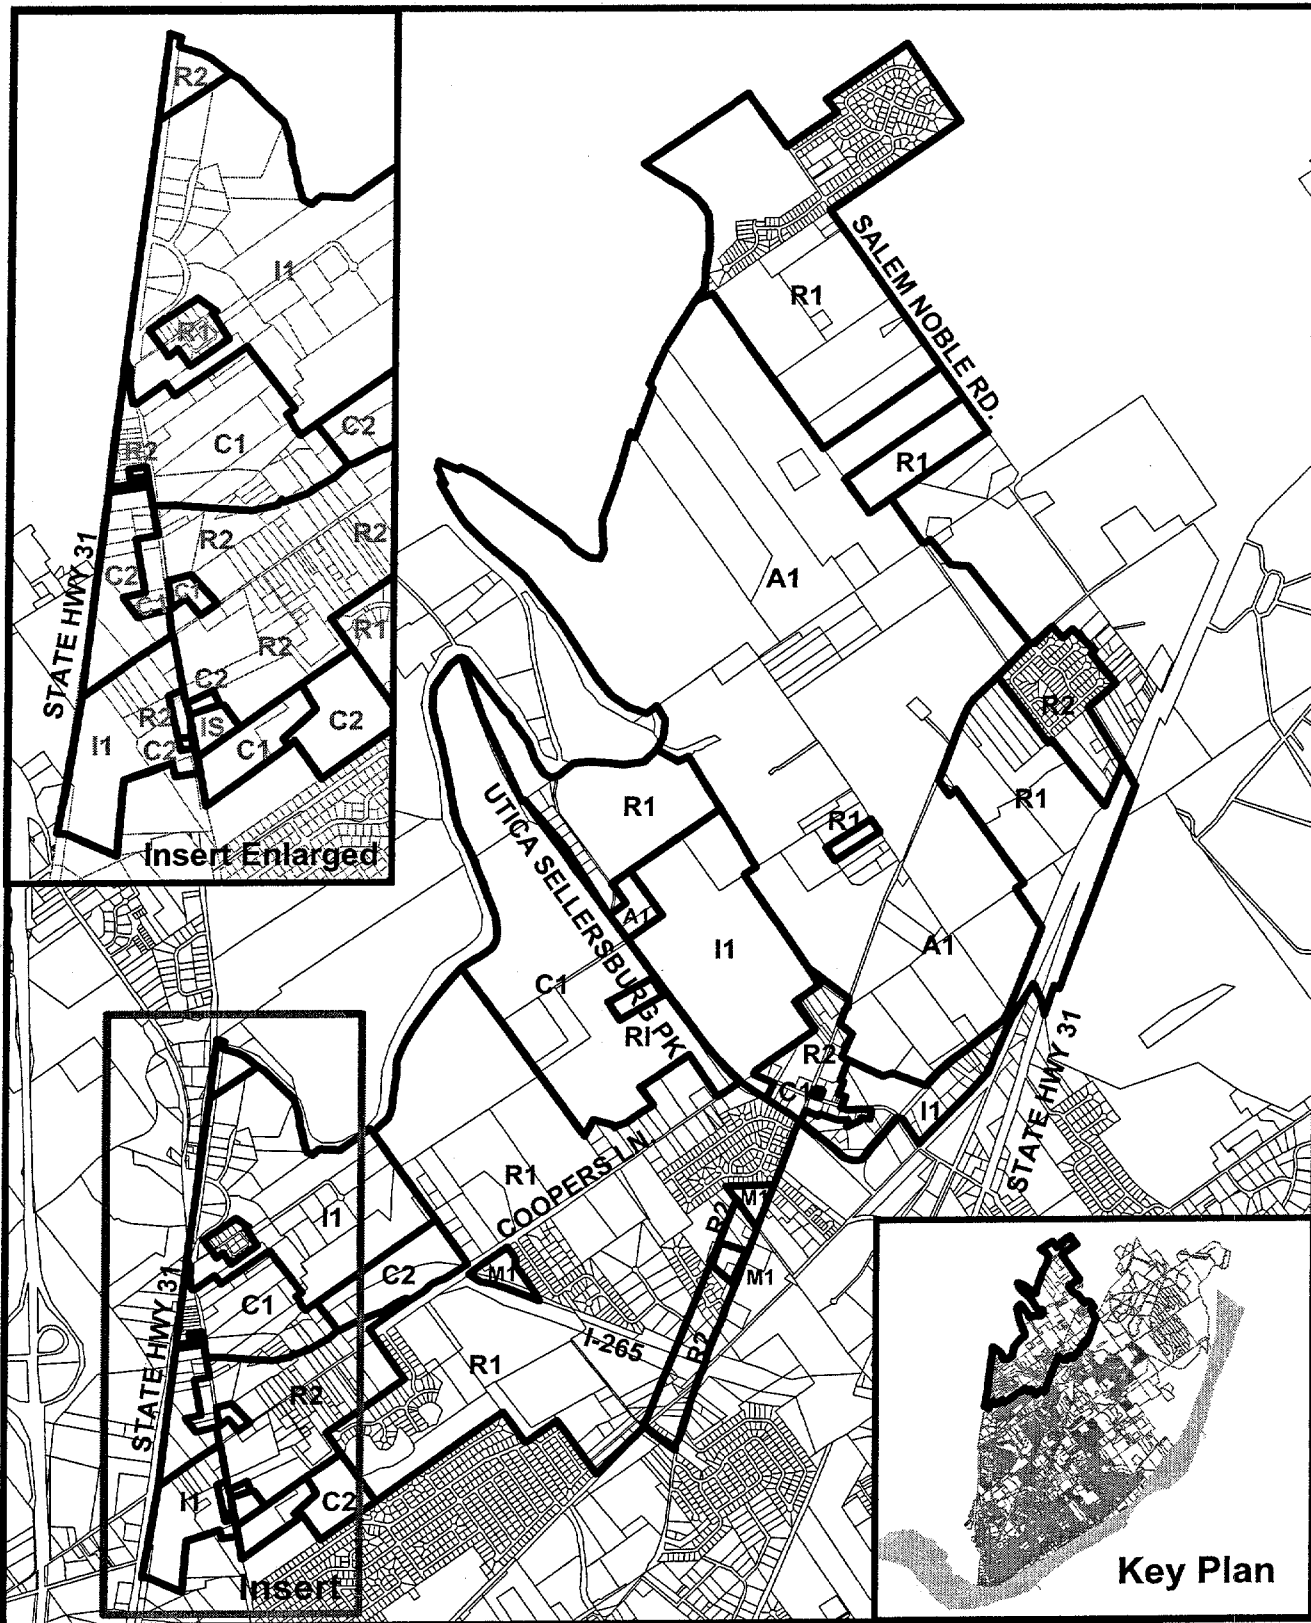 R2
I1
R1
C2
C1
R2
R2
R2
C2
C1
C1
R1
R2
STATE HWY 31
C2
R2
IS
C2
I1
C2
C1
Insert Enlarged
R1
SALEM NOBLE RD.
R1
A1
R2
R1
R1
R1
UTICA SELLERSBURG PK
A1
I1
A1
C1
RI
R2
C1
I1
STATE HWY 31
R1
COOPERS LN
M1
R2
I1
C2
M1
M1
C1
STATE HWY 31
I-265
R1
R2
R2
I1
C2
Insert
Key Plan